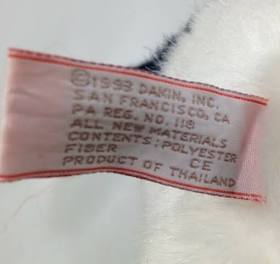 ©1993 DAKIN, INC.
SAN FRANCISCO, CA
PA REG. NO. 118
ALL NEW MATERIALS
CONTENTS: POLYESTER
FIBER CE
PRODUCT OF THAILAND